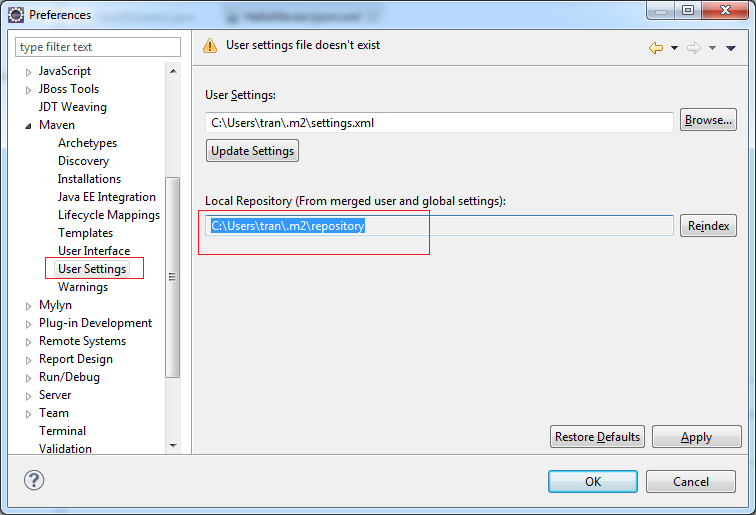 Preferences
type filter text
JavaScript
JBoss Tools
JDT Weaving
Maven
Archetypes
Discovery
Installations
Java EE Integration
Lifecycle Mappings
Templates
User Interface
User Settings
Warnings
Mylyn
Plug-in Development
Remote Systems
Report Design
Run/Debug
Server
Team
Terminal
Validation
User settings file doesn't exist
User Settings:
C:\Users\tran\.m2\settings.xml
Browse...
Update Settings
Local Repository (From merged user and global settings):
C:\Users\tran\.m2\repository
Reindex
Restore Defaults
Apply
?
OK
Cancel